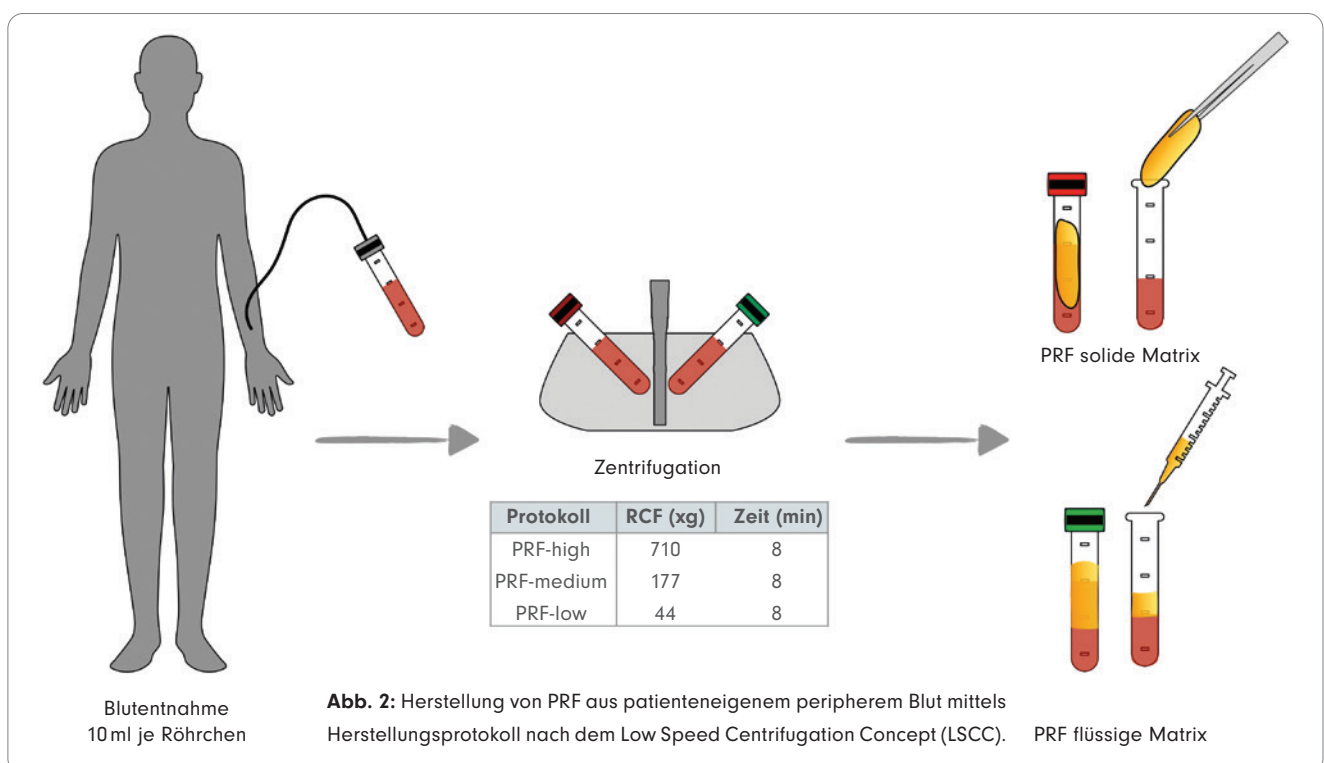 PRF solide Matrix
Zentrifugation
Protokoll RCF (xg) Zeit (min)
PRF-high 710 8
PRF-medium 177 8
PRF-low 44 8
Blutentnahme
10 ml je Röhrchen
Abb. 2: Herstellung von PRF aus patienteneigenem peripherem Blut mittels
Herstellungsprotokoll nach dem Low Speed Centrifugation Concept (LSCC).
PRF flüssige Matrix